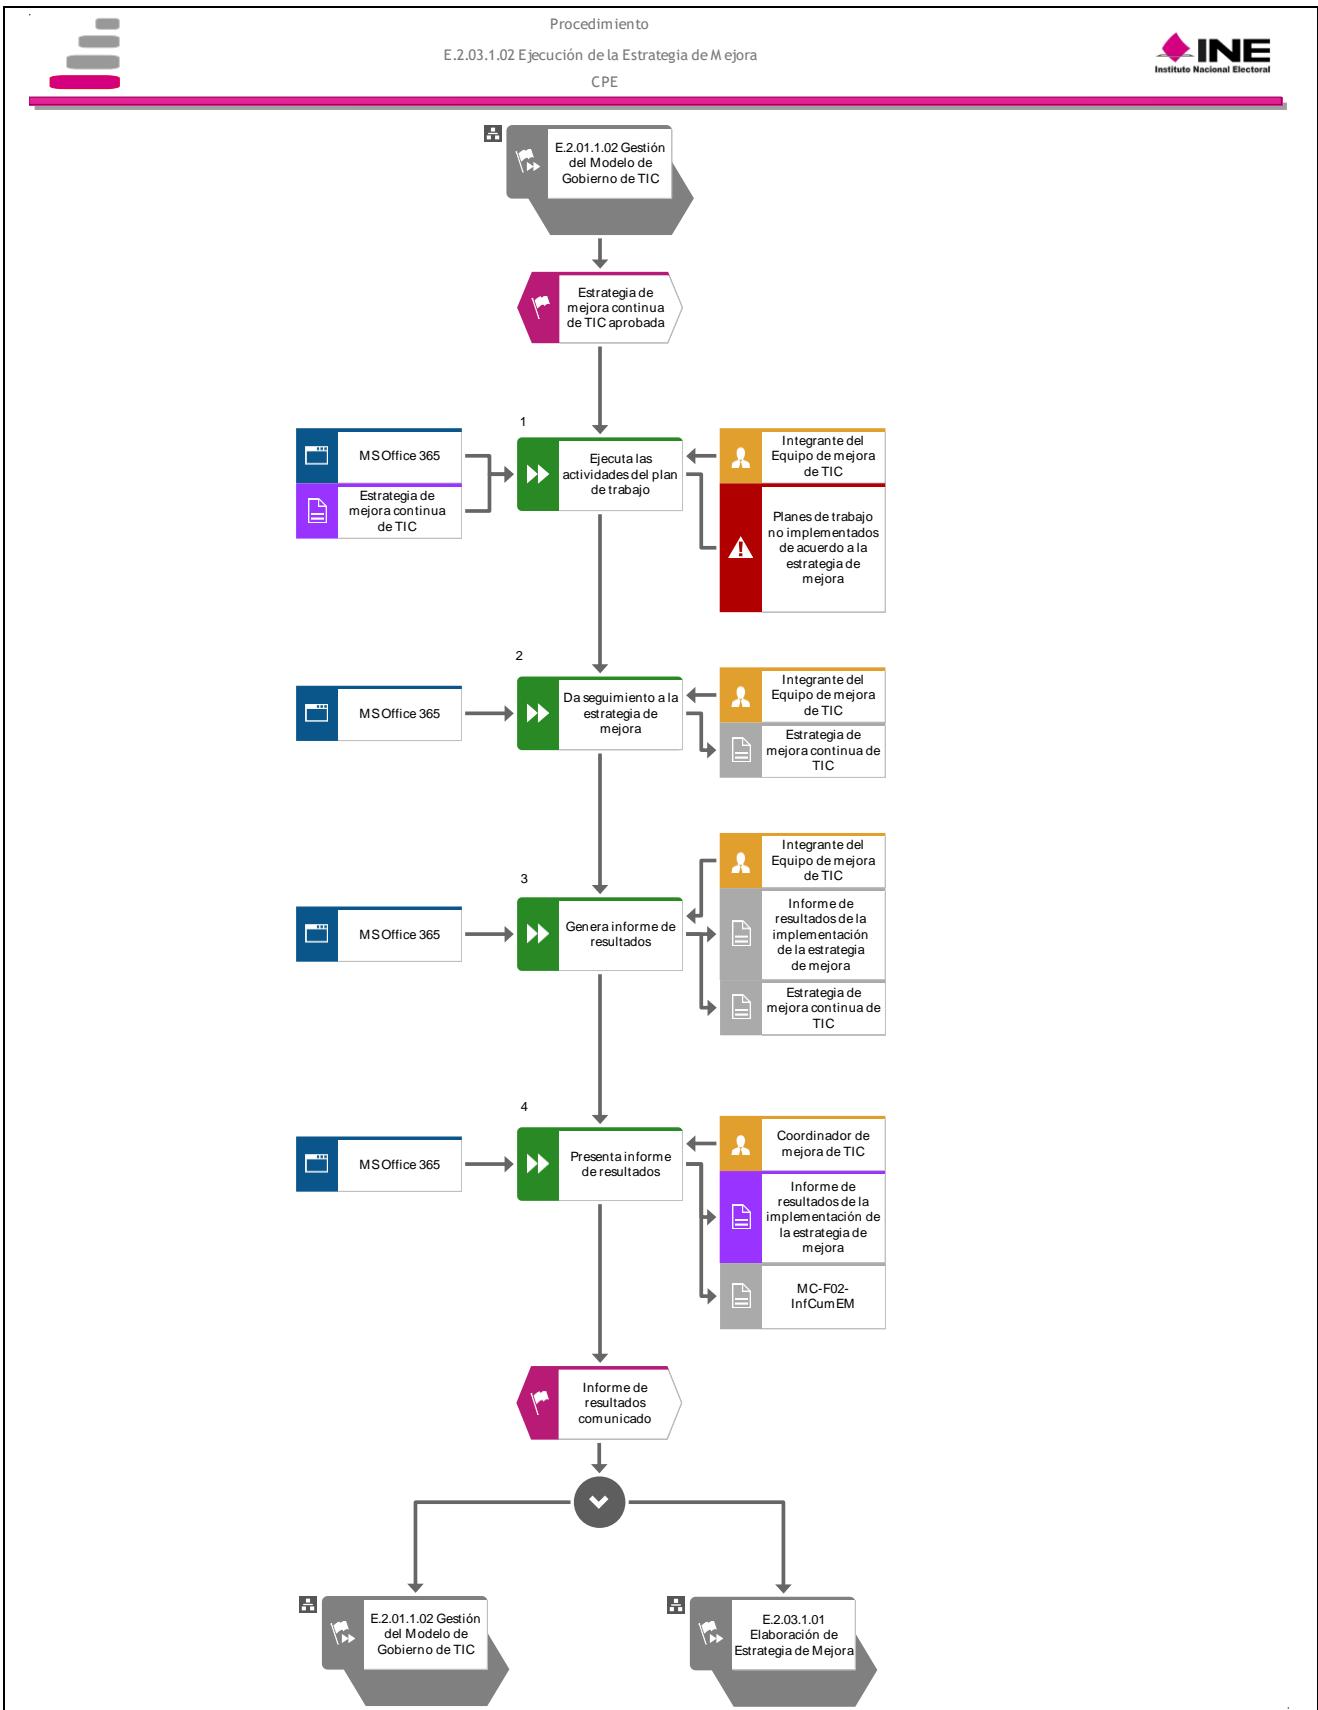 Procedimiento
E.2.03.1.02 Ejecución de la Estrategia de Mejora
CPE
INE
Instituto Nacional Electoral
E.2.01.1.02 Gestión
del Modelo de
Gobierno de TIC
Estrategia de
mejora continua
de TIC aprobada
1
MS Office 365
Estrategia de
mejora continua
de TIC
Ejecuta las
actividades del plan
de trabajo
Integrante del
Equipo de mejora
de TIC
Planes de trabajo
no implementados
de acuerdo a la
estrategia de
mejora
2
MS Office 365
Da seguimiento a la
estrategia de
mejora
Integrante del
Equipo de mejora
de TIC
Estrategia de
mejora continua de
TIC
3
MS Office 365
Genera informe de
resultados
Integrante del
Equipo de mejora
de TIC
Informe de
resultados de la
implementación
de la estrategia
de mejora
Estrategia de
mejora continua de
TIC
4
MS Office 365
Presenta informe
de resultados
Coordinador de
mejora de TIC
Informe de
resultados de la
implementación de
la estrategia de
mejora
MC-F02-
InfCumEM
Informe de
resultados
comunicado
E.2.01.1.02 Gestión
del Modelo de
Gobierno de TIC
E.2.03.1.01
Elaboración de
Estrategia de Mejora